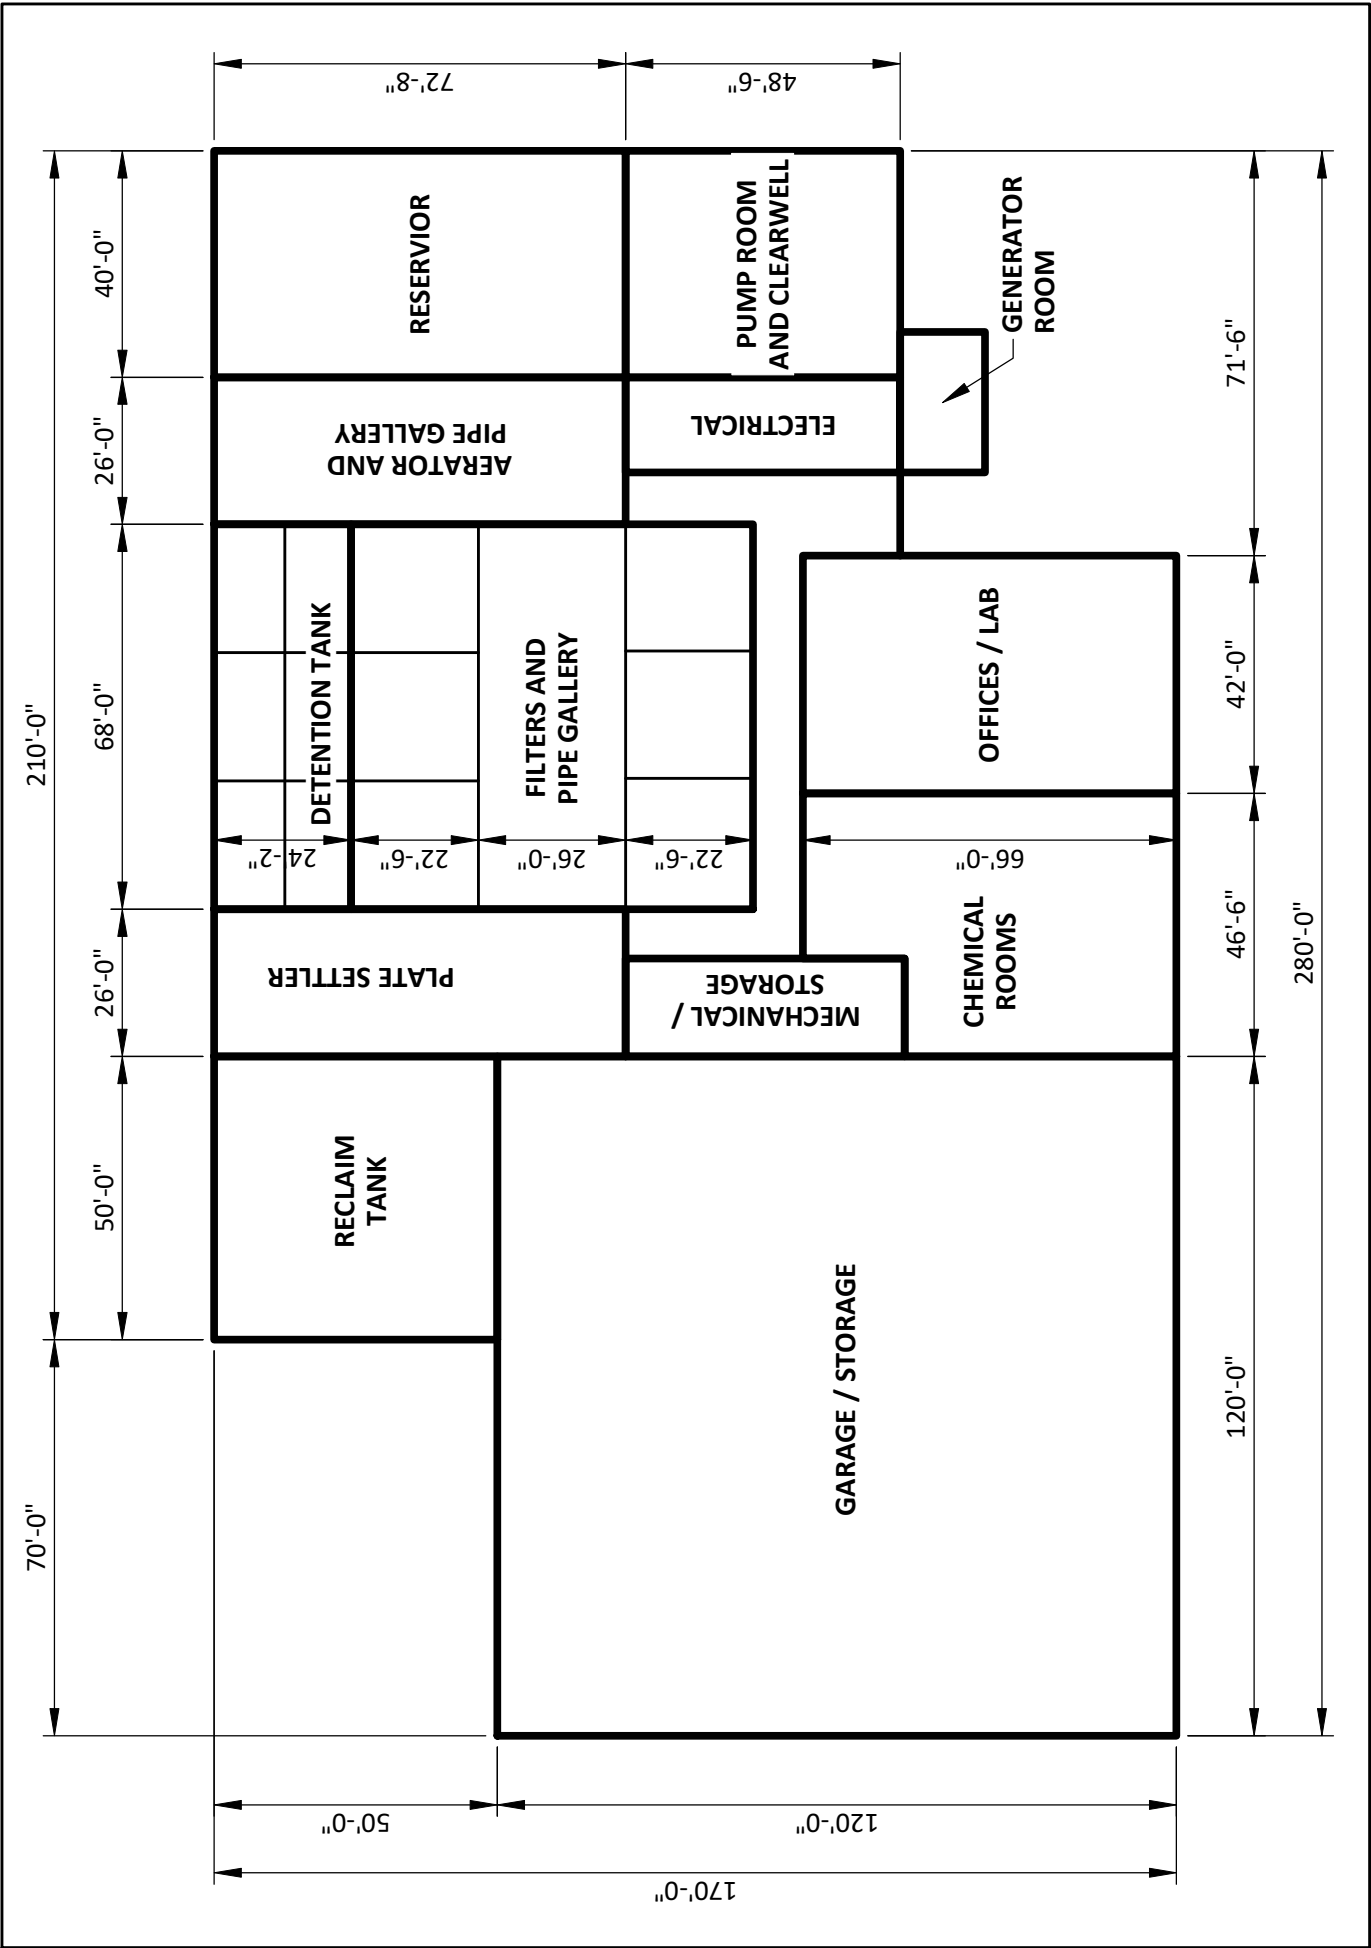 72'-8"
48'-6"
210'-0"
70'-0"
40'-0"
26'-0"
68'-0"
26'-0"
50'-0"
RESERVIOR
PUMP ROOM
AND CLEARWELL
GENERATOR
ROOM
AERATOR AND
PIPE GALLERY
ELECTRICAL
DETENTION TANK
FILTERS AND
PIPE GALLERY
24'-2"
22'-6"
26'-0"
22'-6"
OFFICES / LAB
66'-0"
CHEMICAL
ROOMS
PLATE SETTLER
MECHANICAL /
STORAGE
RECLAIM
TANK
GARAGE / STORAGE
71'-6"
42'-0"
46'-6"
120'-0"
280'-0"
50'-0"
120'-0"
170'-0"